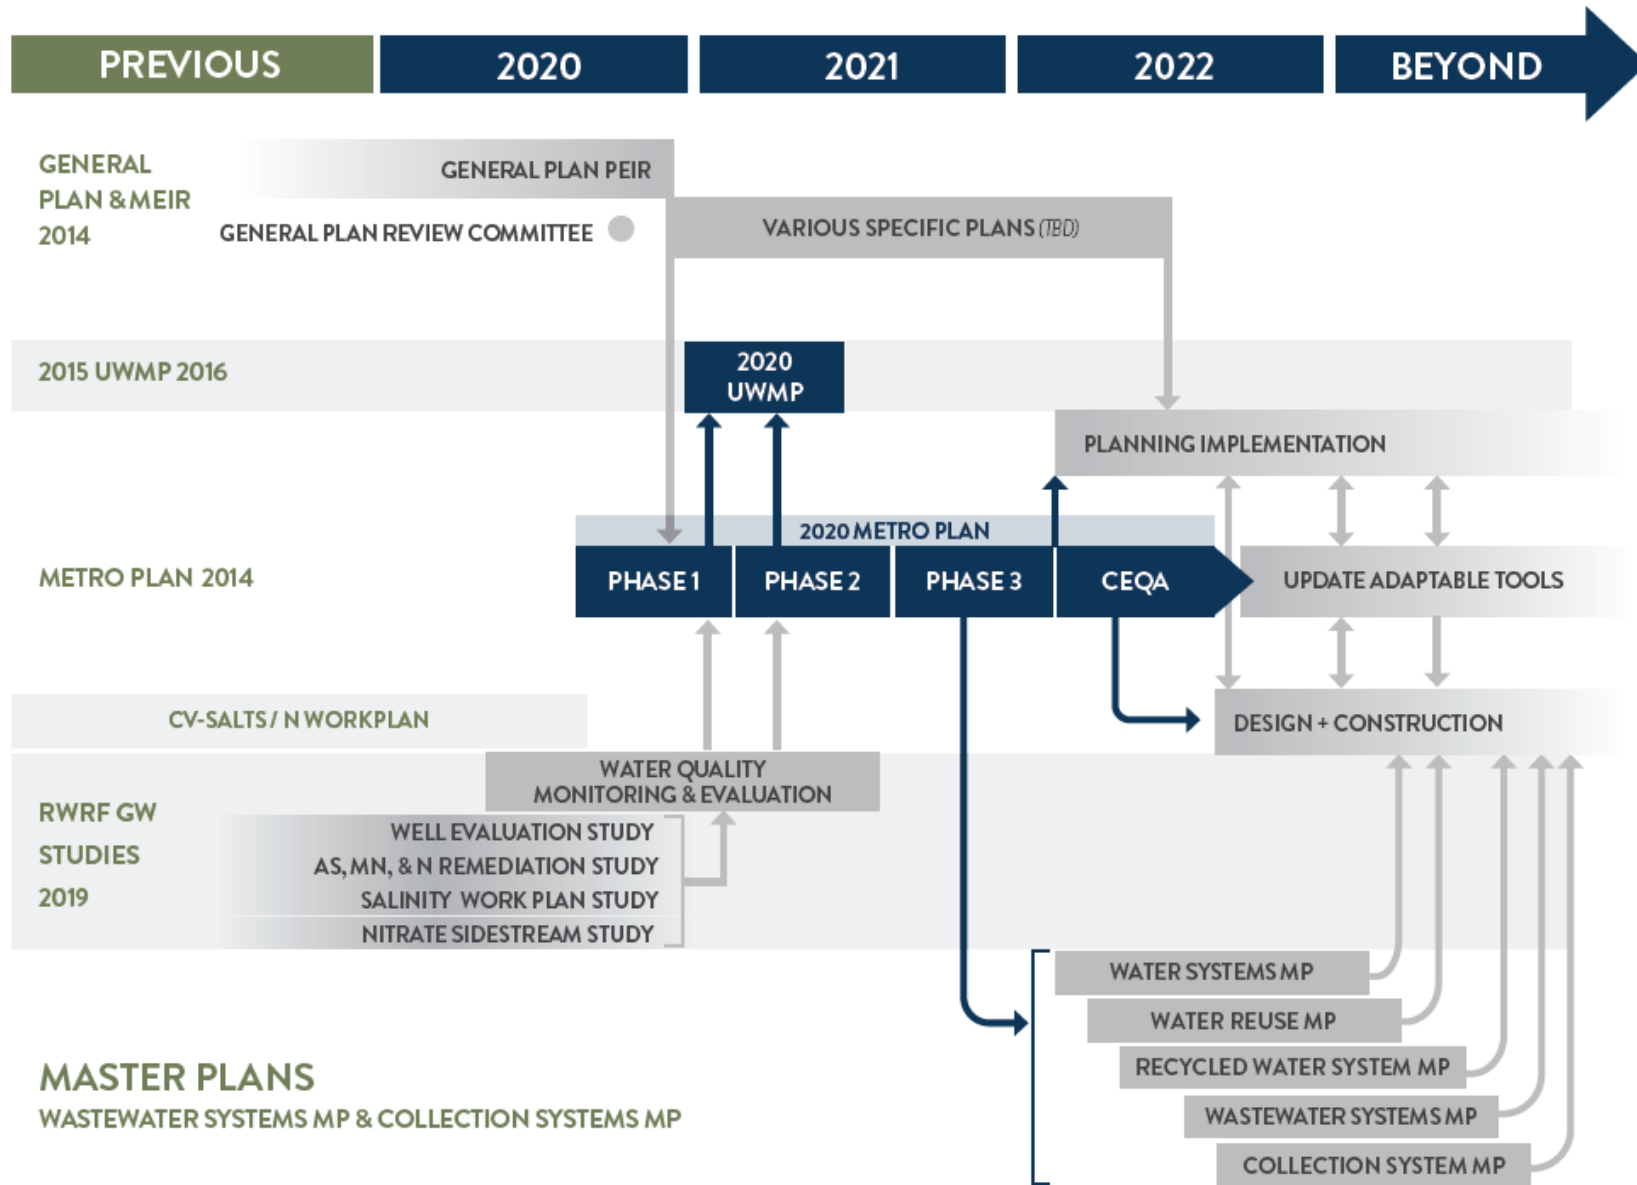 PREVIOUS
2020
2021
2022
BEYOND
GENERAL
PLAN & MEIR
2014
GENERAL PLAN PEIR
GENERAL PLAN REVIEW COMMITTEE
VARIOUS SPECIFIC PLANS (TBD)
2015 UWMP 2016
2020
UWMP
PLANNING IMPLEMENTATION
2020 METRO PLAN
METRO PLAN 2014
PHASE 1
PHASE 2
PHASE 3
CEQA
UPDATE ADAPTABLE TOOLS
CV-SALTS / N WORKPLAN
DESIGN + CONSTRUCTION
WATER QUALITY
MONITORING & EVALUATION
RWRF GW
STUDIES
2019
WELL EVALUATION STUDY
AS, MN, & N REMEDIATION STUDY
SALINITY WORK PLAN STUDY
NITRATE SIDESTREAM STUDY
WATER SYSTEMS MP
WATER REUSE MP
RECYCLED WATER SYSTEM MP
WASTEWATER SYSTEMS MP
COLLECTION SYSTEM MP
MASTER PLANS
WASTEWATER SYSTEMS MP & COLLECTION SYSTEMS MP